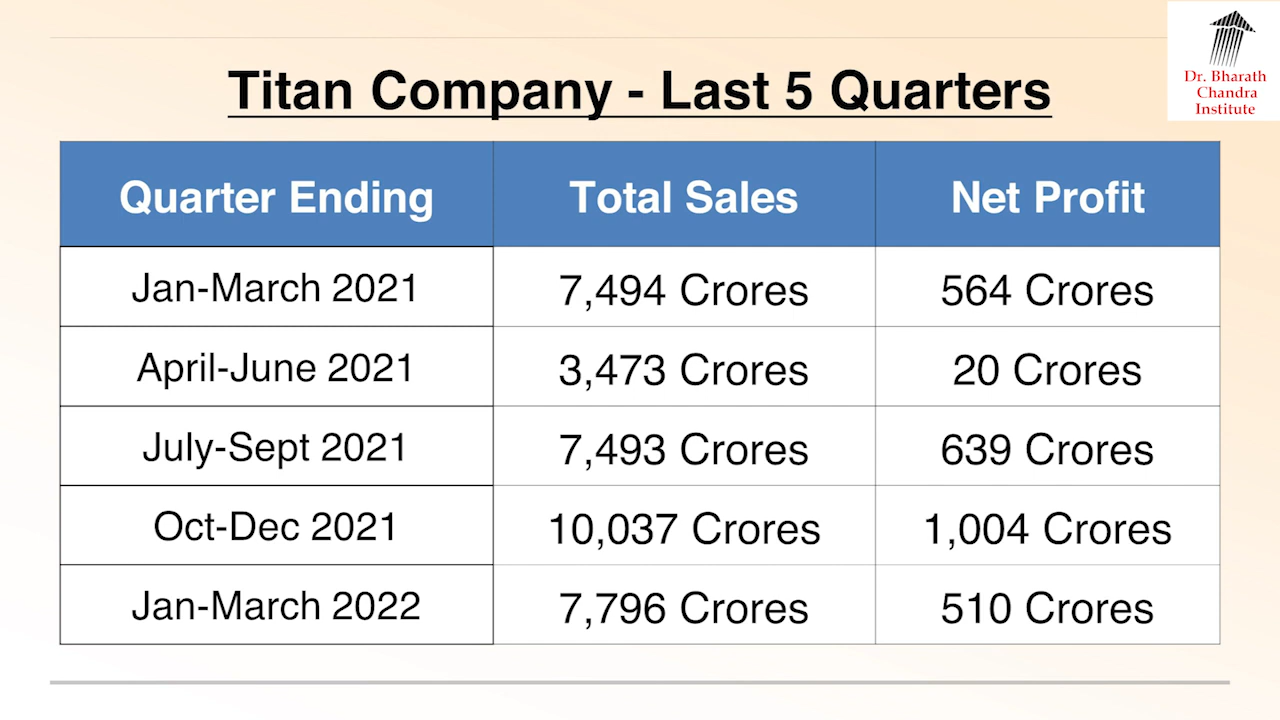 Dr. Bharath
Chandra
Institute
Titan Company - Last 5 Quarters
Quarter Ending Total Sales Net Profit
Jan-March 2021 7,494 Crores 564 Crores
April-June 2021 3,473 Crores 20 Crores
July-Sept 2021 7,493 Crores 639 Crores
Oct-Dec 2021 10,037 Crores 1,004 Crores
Jan-March 2022 7,796 Crores 510 Crores